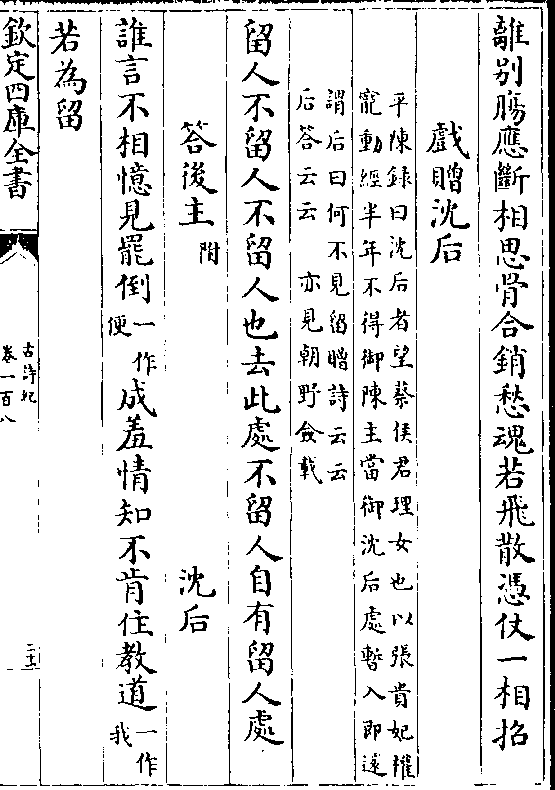 離别腸應斷相思骨合銷愁魂若飛散憑仗一相招
戲贈沈后
平陳録曰沈后者望蔡侯君理女也以張貴妃權
寵動經半年不得御陳主當御沈后處暫入即還
謂后曰何不見留贈詩云云
后答云云 亦見朝野僉載
留人不留人不留人也去此處不留人自有留人處
答後主附 沈后
誰言不相憶見罷倒一作便成羞情知不肯住教道一作我
若為留
欽定四庫全書
古詩紀
卷一百八